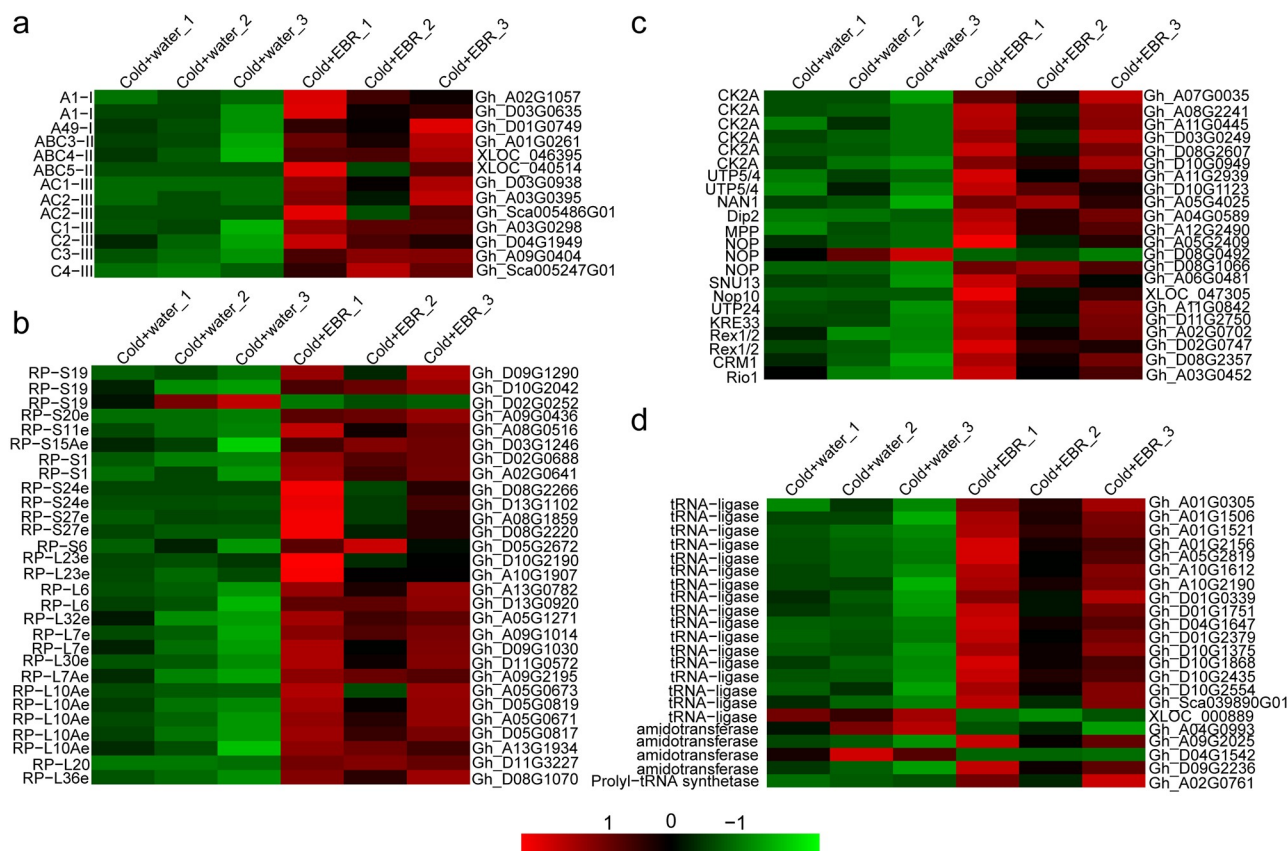 a
Cold+water_1 Cold+water_2 Cold+water_3 Cold+EBR_1 Cold+EBR_2 Cold+EBR_3
A1−I Gh_A02G1057
A1−I Gh_D03G0635
A49−I Gh_D01G0749
ABC3−II Gh_A01G0261
ABC4−II XLOC_046395
ABC5−II XLOC_040514
AC1−III Gh_D03G0938
AC2−III Gh_A03G0395
AC2−III Gh_Sca005486G01
C1−III Gh_A03G0298
C2−III Gh_D04G1949
C3−III Gh_A09G0404
C4−III Gh_Sca005247G01
b
Cold+water_1 Cold+water_2 Cold+water_3 Cold+EBR_1 Cold+EBR_2 Cold+EBR_3
RP−S19 Gh_D09G1290
RP−S19 Gh_D10G2042
RP−S19 Gh_D02G0252
RP−S20e Gh_A09G0436
RP−S11e Gh_A08G0516
RP−S15Ae Gh_D03G1246
RP−S1 Gh_D02G0688
RP−S1 Gh_A02G0641
RP−S24e Gh_D08G2266
RP−S24e Gh_D13G1102
RP−S27e Gh_A08G1859
RP−S27e Gh_D08G2220
RP−S6 Gh_D05G2672
RP−L23e Gh_D10G2190
RP−L23e Gh_A10G1907
RP−L6 Gh_A13G0782
RP−L6 Gh_D13G0920
RP−L32e Gh_A05G1271
RP−L7e Gh_A09G1014
RP−L7e Gh_D09G1030
RP−L30e Gh_D11G0572
RP−L7Ae Gh_A09G2195
RP−L10Ae Gh_A05G0673
RP−L10Ae Gh_D05G0819
RP−L10Ae Gh_A05G0671
RP−L10Ae Gh_D05G0817
RP−L10Ae Gh_A13G1934
RP−L20 Gh_D11G3227
RP−L36e Gh_D08G1070
c
Cold+water_1 Cold+water_2 Cold+water_3 Cold+EBR_1 Cold+EBR_2 Cold+EBR_3
CK2A Gh_A07G0035
CK2A Gh_A08G2241
CK2A Gh_A11G0445
CK2A Gh_D03G0249
CK2A Gh_D08G2607
CK2A Gh_D10G0949
UTP5/4 Gh_A11G2939
UTP5/4 Gh_D10G1123
NAN1 Gh_A05G4025
Dip2 Gh_A04G0589
MPP Gh_A12G2490
NOP Gh_A05G2409
NOP Gh_D08G0492
NOP Gh_D08G1066
SNU13 Gh_A06G0481
Nop10 XLOC_047305
UTP24 Gh_A11G0842
KRE33 Gh_D11G2750
Rex1/2 Gh_A02G0702
Rex1/2 Gh_D02G0747
CRM1 Gh_D08G2357
Rio1 Gh_A03G0452
d
Cold+water_1 Cold+water_2 Cold+water_3 Cold+EBR_1 Cold+EBR_2 Cold+EBR_3
tRNA−ligase Gh_A01G0305
tRNA−ligase Gh_A01G1506
tRNA−ligase Gh_A01G1521
tRNA−ligase Gh_A01G2156
tRNA−ligase Gh_A05G2819
tRNA−ligase Gh_A10G1612
tRNA−ligase Gh_A10G2190
tRNA−ligase Gh_D01G0339
tRNA−ligase Gh_D01G1751
tRNA−ligase Gh_D04G1647
tRNA−ligase Gh_D01G2379
tRNA−ligase Gh_D10G1375
tRNA−ligase Gh_D10G1868
tRNA−ligase Gh_D10G2435
tRNA−ligase Gh_D10G2554
tRNA−ligase Gh_Sca039890G01
tRNA−ligase XLOC_000889
amidotransferase Gh_A04G0993
amidotransferase Gh_A09G2025
amidotransferase Gh_D04G1542
amidotransferase Gh_D09G2236
Prolyl−tRNA synthetase Gh_A02G0761
1 0 −1